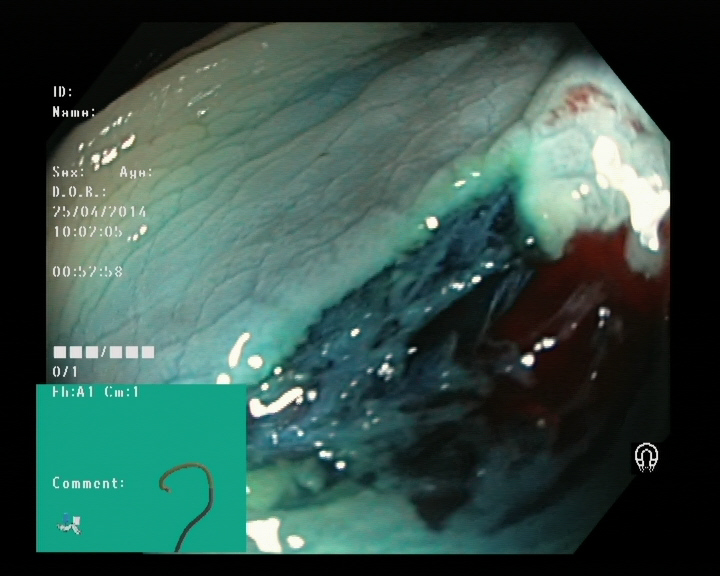 ID:
Name:
Sex: Age:
D.O.B.:
25/04/2014
10:02:05
00:52:58
■■■/■■■
0/1
Eh:A1 Cm:1
Comment: